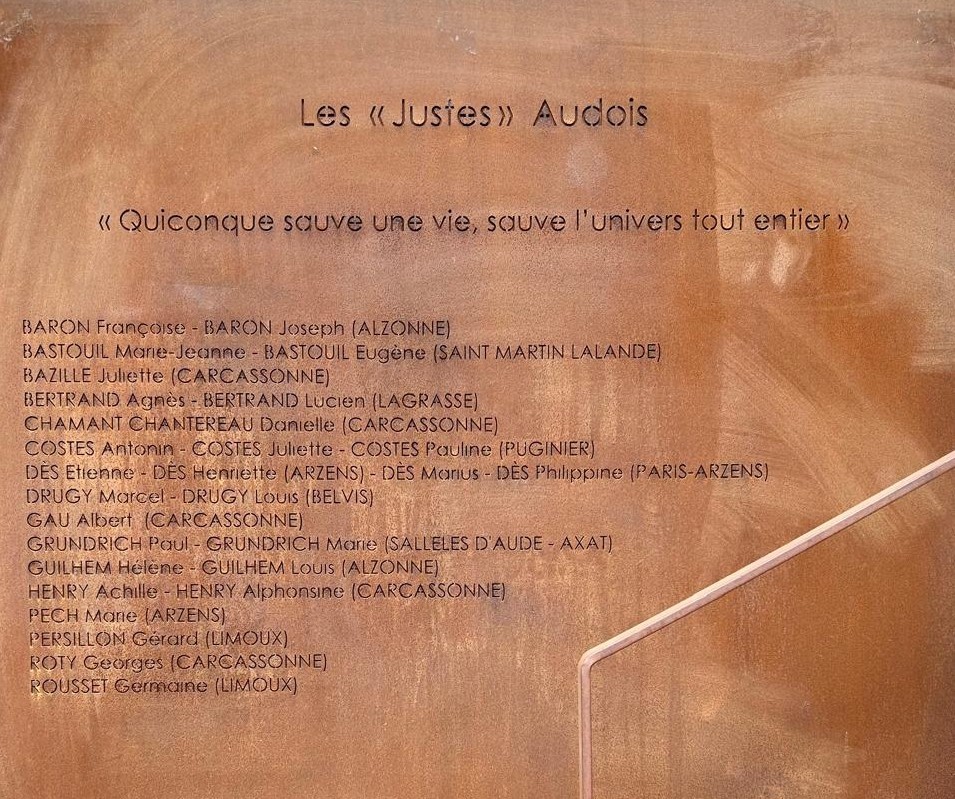 Les «Justes» Audois
« Quiconque sauve une vie, sauve l'univers tout entier »
BARON Françoise - BARON Joseph (ALZONNE)
BASTOUIL Marie-Jeanne - BASTOUIL Eugène (SAINT MARTIN LALANDE)
BAZILLE Juliette (CARCASSONNE)
BERTRAND Agnès - BERTRAND Lucien (LAGRASSE)
CHAMANT CHANTEREAU Danielle (CARCASSONNE)
COSTES Antonin - COSTES Juliette - COSTES Pauline (PUGINIER)
DÈS Etienne - DÈS Henriette (ARZENS) - DÈS Marius - DÈS Philippine (PARIS-ARZENS)
DRUGY Marcel - DRUGY Louis (BELVIS)
GAU Albert (CARCASSONNE)
GRUNDRICH Paul - GRUNDRICH Marie (SALLELES D'AUDE - AXAT)
GUILHEM Hélène - GUILHEM Louis (ALZONNE)
HENRY Achille - HENRY Alphonsine (CARCASSONNE)
PECH Marie (ARZENS)
PERSILLON Gérard (LIMOUX)
ROTY Georges (CARCASSONNE)
ROUSSET Germaine (LIMOUX)